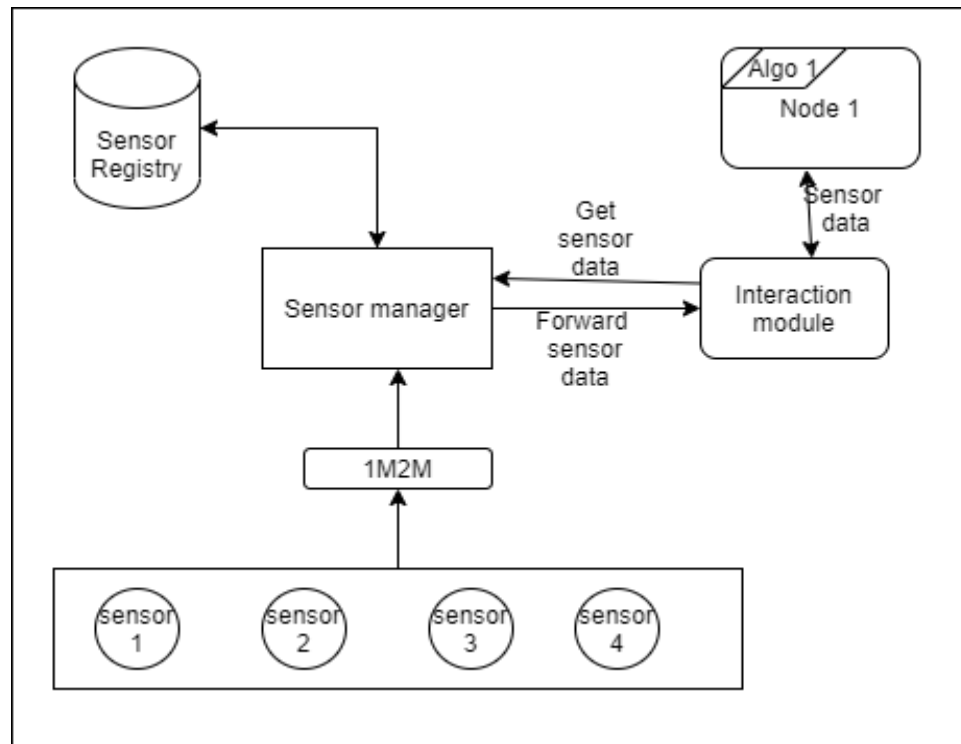 Sensor
Registry
Algo 1
Node 1
Sensor
data
Get
sensor
data
Sensor manager
Interaction
module
Forward
sensor
data
1M2M
sensor
1
sensor
2
sensor
3
sensor
4